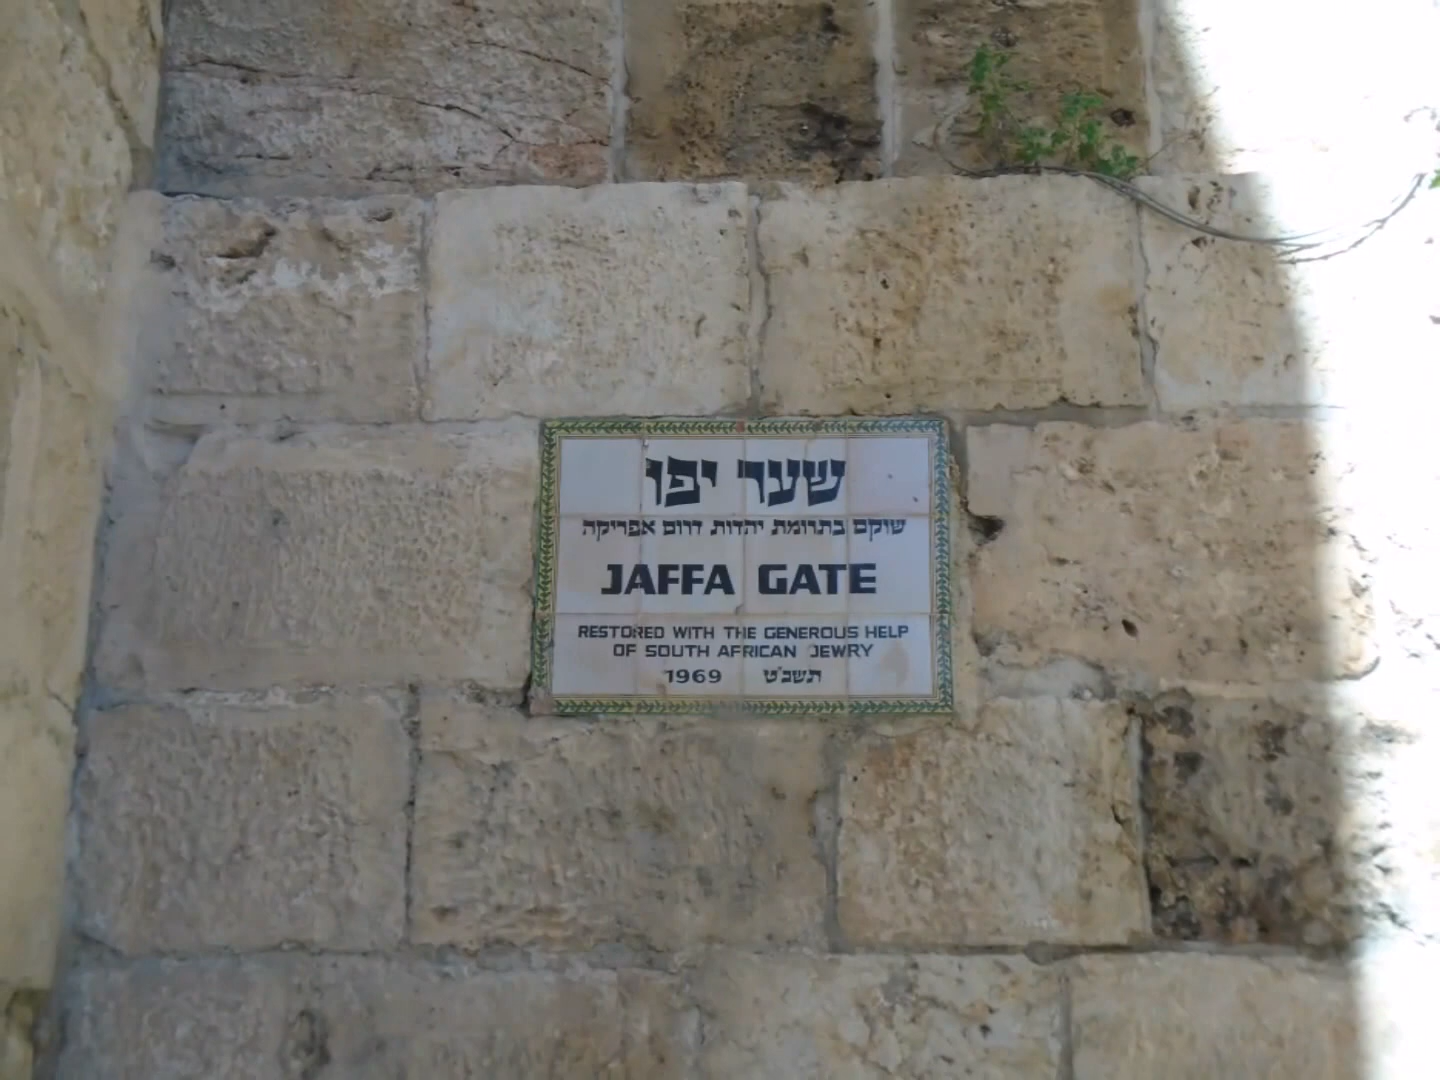 שער יפו
שוקם בתרומת יהדות דרום אפריקה
JAFFA GATE
RESTORED WITH THE GENEROUS HELP
OF SOUTH AFRICAN JEWRY
1969 תשכ"ט